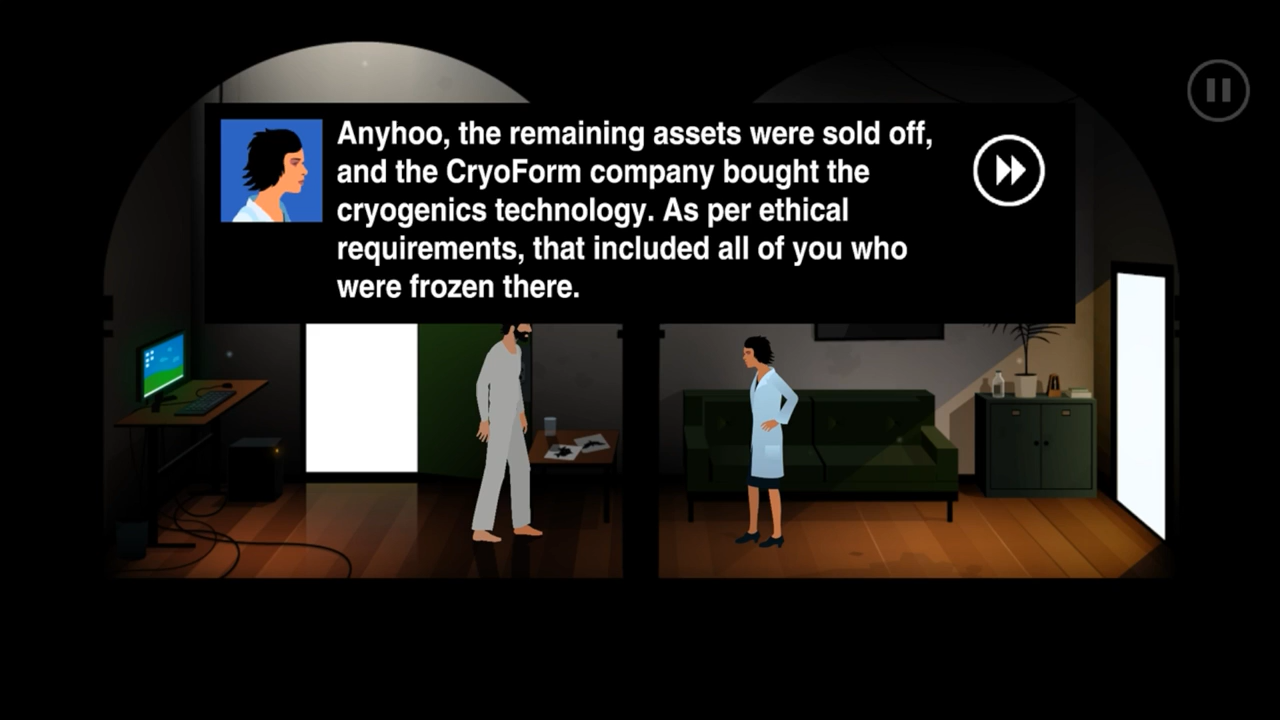 Anyhoo, the remaining assets were sold off,
and the CryoForm company bought the
cryogenics technology. As per ethical
requirements, that included all of you who
were frozen there.